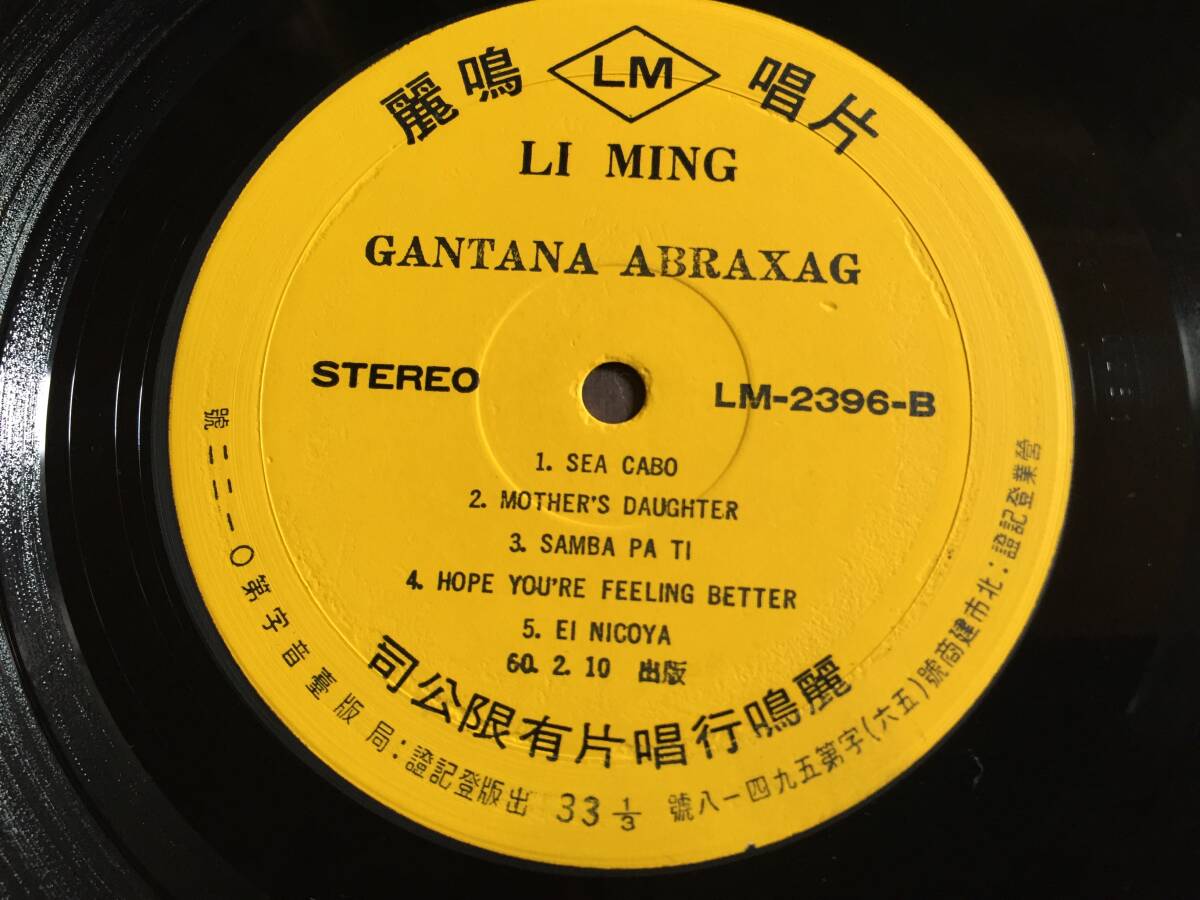 麗鳴 LM 唱片
LI MING
GANTANA ABRAXAG
STEREO LM-2396-B
1. SEA CABO
2. MOTHER'S DAUGHTER
3. SAMBA PA TI
4. HOPE YOU'RE FEELING BETTER
5. EI NICOYA
60. 2. 10 出版
麗鳴行唱片有限公司
營業登記證：北市建商號(五六)字第五九四一八號
33 1/3
出版登記證：局版臺音字第〇一二二號